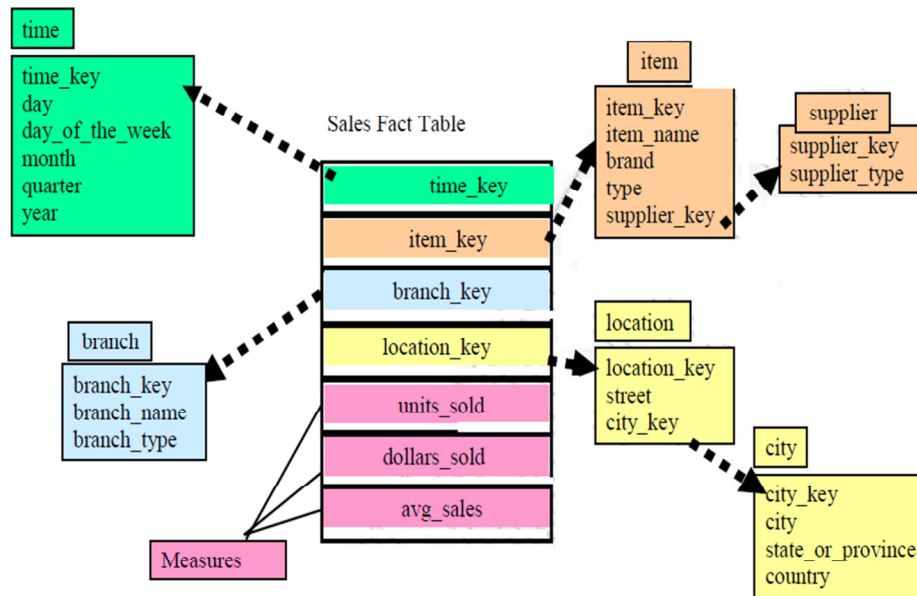 time
time_key
day
day_of_the_week
month
quarter
year
Sales Fact Table
time_key
item_key
branch_key
location_key
units_sold
dollars_sold
avg_sales
Measures
branch
branch_key
branch_name
branch_type
item
item_key
item_name
brand
type
supplier_key
supplier
supplier_key
supplier_type
location
location_key
street
city_key
city
city_key
city
state_or_province
country